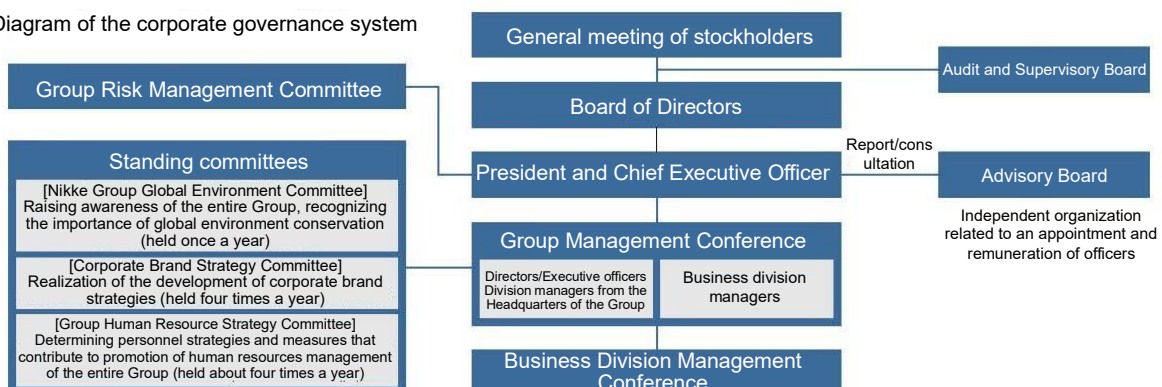 Diagram of the corporate governance system
General meeting of stockholders
Audit and Supervisory Board
Group Risk Management Committee
Board of Directors
Report/cons
ultation
President and Chief Executive Officer
Advisory Board
Independent organization
related to an appointment and
remuneration of officers
Standing committees
[Nikke Group Global Environment Committee]
Raising awareness of the entire Group, recognizing
the importance of global environment conservation
(held once a year)
[Corporate Brand Strategy Committee]
Realization of the development of corporate brand
strategies (held four times a year)
[Group Human Resource Strategy Committee]
Determining personnel strategies and measures that
contribute to promotion of human resources management
of the entire Group (held about four times a year)
Group Management Conference
Directors/Executive officers
Division managers from the
Headquarters of the Group
Business division
managers
Business Division Management
Conference